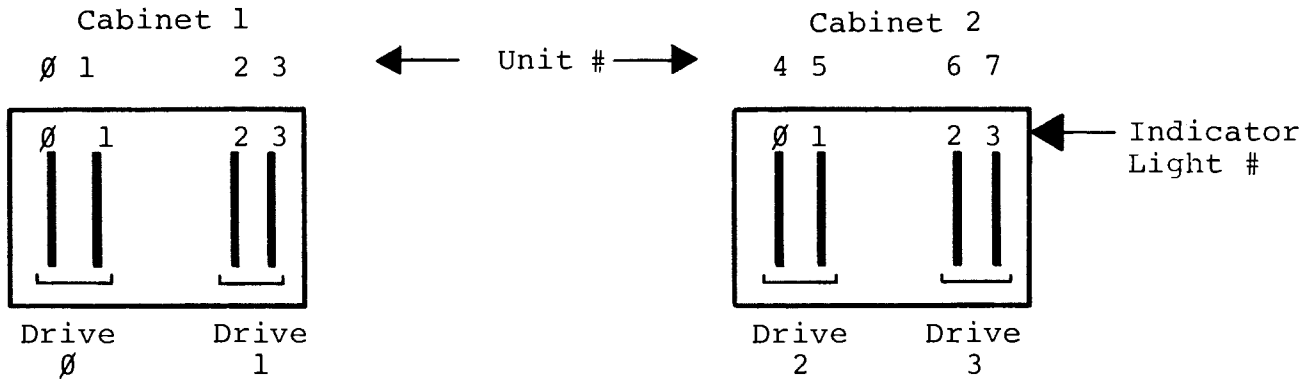 Cabinet 1
Cabinet 2
Ø 1 2 3
Unit #
4 5 6 7
Ø 1 2 3
Ø 1 2 3
Indicator
Light #
Drive
Ø
Drive
1
Drive
2
Drive
3